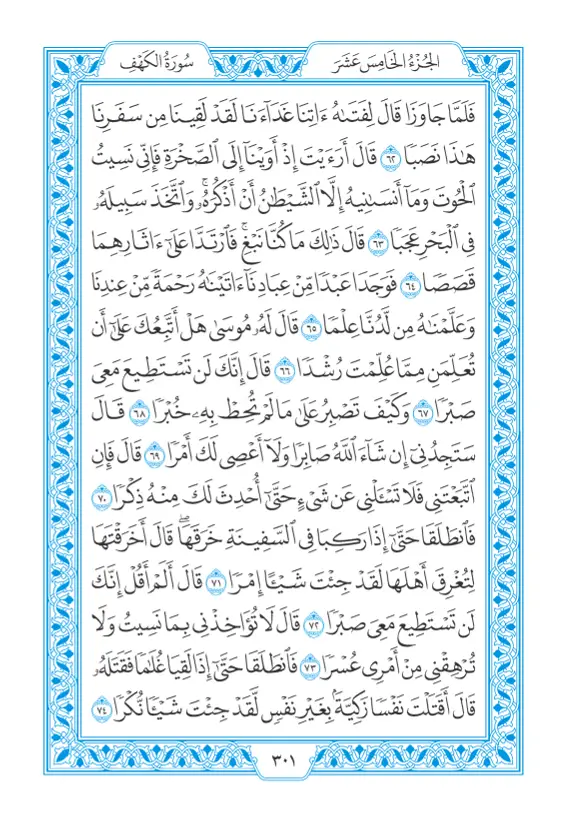 الجُزْءُ الخَامِسَ عَشَرَ
سُورَةُ الكَهْفِ
فَلَمَّا جَاوَزَا قَالَ لِفَتَىٰهُ ءَاتِنَا غَدَآءَنَا لَقَدْ لَقِينَا مِن سَفَرِنَا
هَٰذَا نَصَبًا ٦٢ قَالَ أَرَءَيْتَ إِذْ أَوَيْنَآ إِلَى ٱلصَّخْرَةِ فَإِنِّي نَسِيتُ
ٱلْحُوتَ وَمَآ أَنسَىٰنِيهُ إِلَّا ٱلشَّيْطَٰنُ أَنْ أَذْكُرَهُۥۚ وَٱتَّخَذَ سَبِيلَهُۥ
فِي ٱلْبَحْرِ عَجَبًا ٦٣ قَالَ ذَٰلِكَ مَا كُنَّا نَبْغِۚ فَٱرْتَدَّا عَلَىٰٓ ءَاثَارِهِمَا
قَصَصًا ٦٤ فَوَجَدَا عَبْدًا مِّنْ عِبَادِنَآ ءَاتَيْنَٰهُ رَحْمَةً مِّنْ عِندِنَا
وَعَلَّمْنَٰهُ مِن لَّدُنَّا عِلْمًا ٦٥ قَالَ لَهُۥ مُوسَىٰ هَلْ أَتَّبِعُكَ عَلَىٰٓ أَن
تُعَلِّمَنِ مِمَّا عُلِّمْتَ رُشْدًا ٦٦ قَالَ إِنَّكَ لَن تَسْتَطِيعَ مَعِيَ
صَبْرًا ٦٧ وَكَيْفَ تَصْبِرُ عَلَىٰ مَا لَمْ تُحِطْ بِهِۦ خُبْرًا ٦٨ قَالَ
سَتَجِدُنِيٓ إِن شَآءَ ٱللَّهُ صَابِرًا وَلَآ أَعْصِي لَكَ أَمْرًا ٦٩ قَالَ فَإِنِ
ٱتَّبَعْتَنِي فَلَا تَسْـَٔلْنِي عَن شَيْءٍ حَتَّىٰٓ أُحْدِثَ لَكَ مِنْهُ ذِكْرًا ٧٠
فَٱنطَلَقَا حَتَّىٰٓ إِذَا رَكِبَا فِي ٱلسَّفِينَةِ خَرَقَهَاۖ قَالَ أَخَرَقْتَهَا
لِتُغْرِقَ أَهْلَهَا لَقَدْ جِئْتَ شَيْـًٔا إِمْرًا ٧١ قَالَ أَلَمْ أَقُلْ إِنَّكَ
لَن تَسْتَطِيعَ مَعِيَ صَبْرًا ٧٢ قَالَ لَا تُؤَاخِذْنِي بِمَا نَسِيتُ وَلَا
تُرْهِقْنِي مِنْ أَمْرِي عُسْرًا ٧٣ فَٱنطَلَقَا حَتَّىٰٓ إِذَا لَقِيَا غُلَٰمًا فَقَتَلَهُۥ
قَالَ أَقَتَلْتَ نَفْسًا زَكِيَّةًۢ بِغَيْرِ نَفْسٍ لَّقَدْ جِئْتَ شَيْـًٔا نُّكْرًا ٧٤
٣٠١